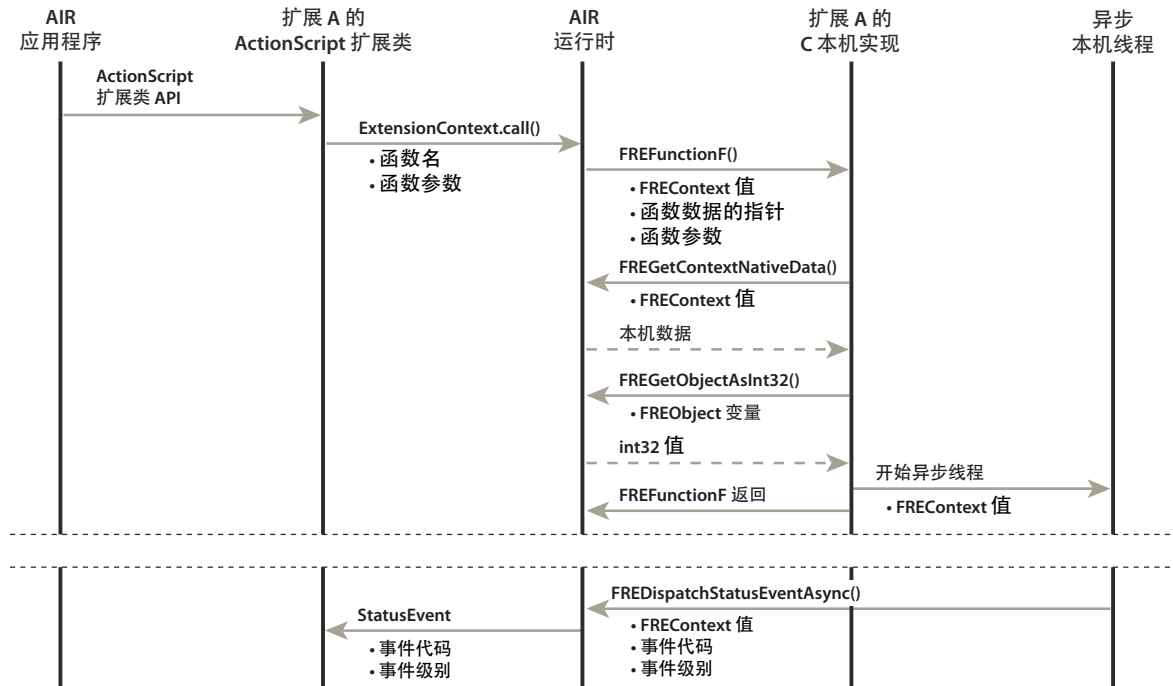 AIR
应用程序
扩展 A 的
ActionScript 扩展类
AIR
运行时
扩展 A 的
C 本机实现
异步
本机线程
ActionScript
扩展类 API
ExtensionContext.call()
• 函数名
• 函数参数
FREFunctionF()
• FREContext 值
• 函数数据的指针
• 函数参数
FREGetContextNativeData()
• FREContext 值
本机数据
FREGetObjectAsInt32()
• FREObject 变量
int32 值
开始异步线程
• FREContext 值
FREFunctionF 返回
FREDispatchStatusEventAsync()
• FREContext 值
• 事件代码
• 事件级别
StatusEvent
• 事件代码
• 事件级别